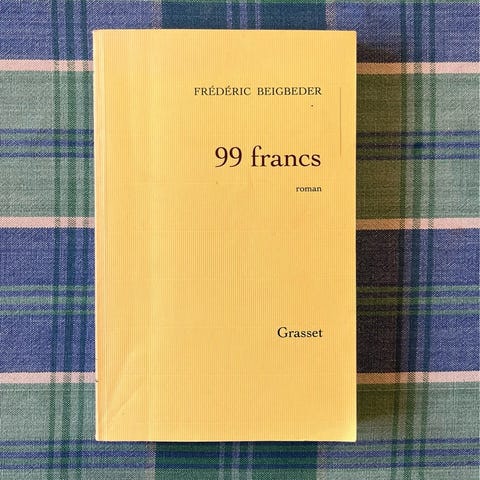 FRÉDÉRIC BEIGBEDER
99 francs
roman
Grasset